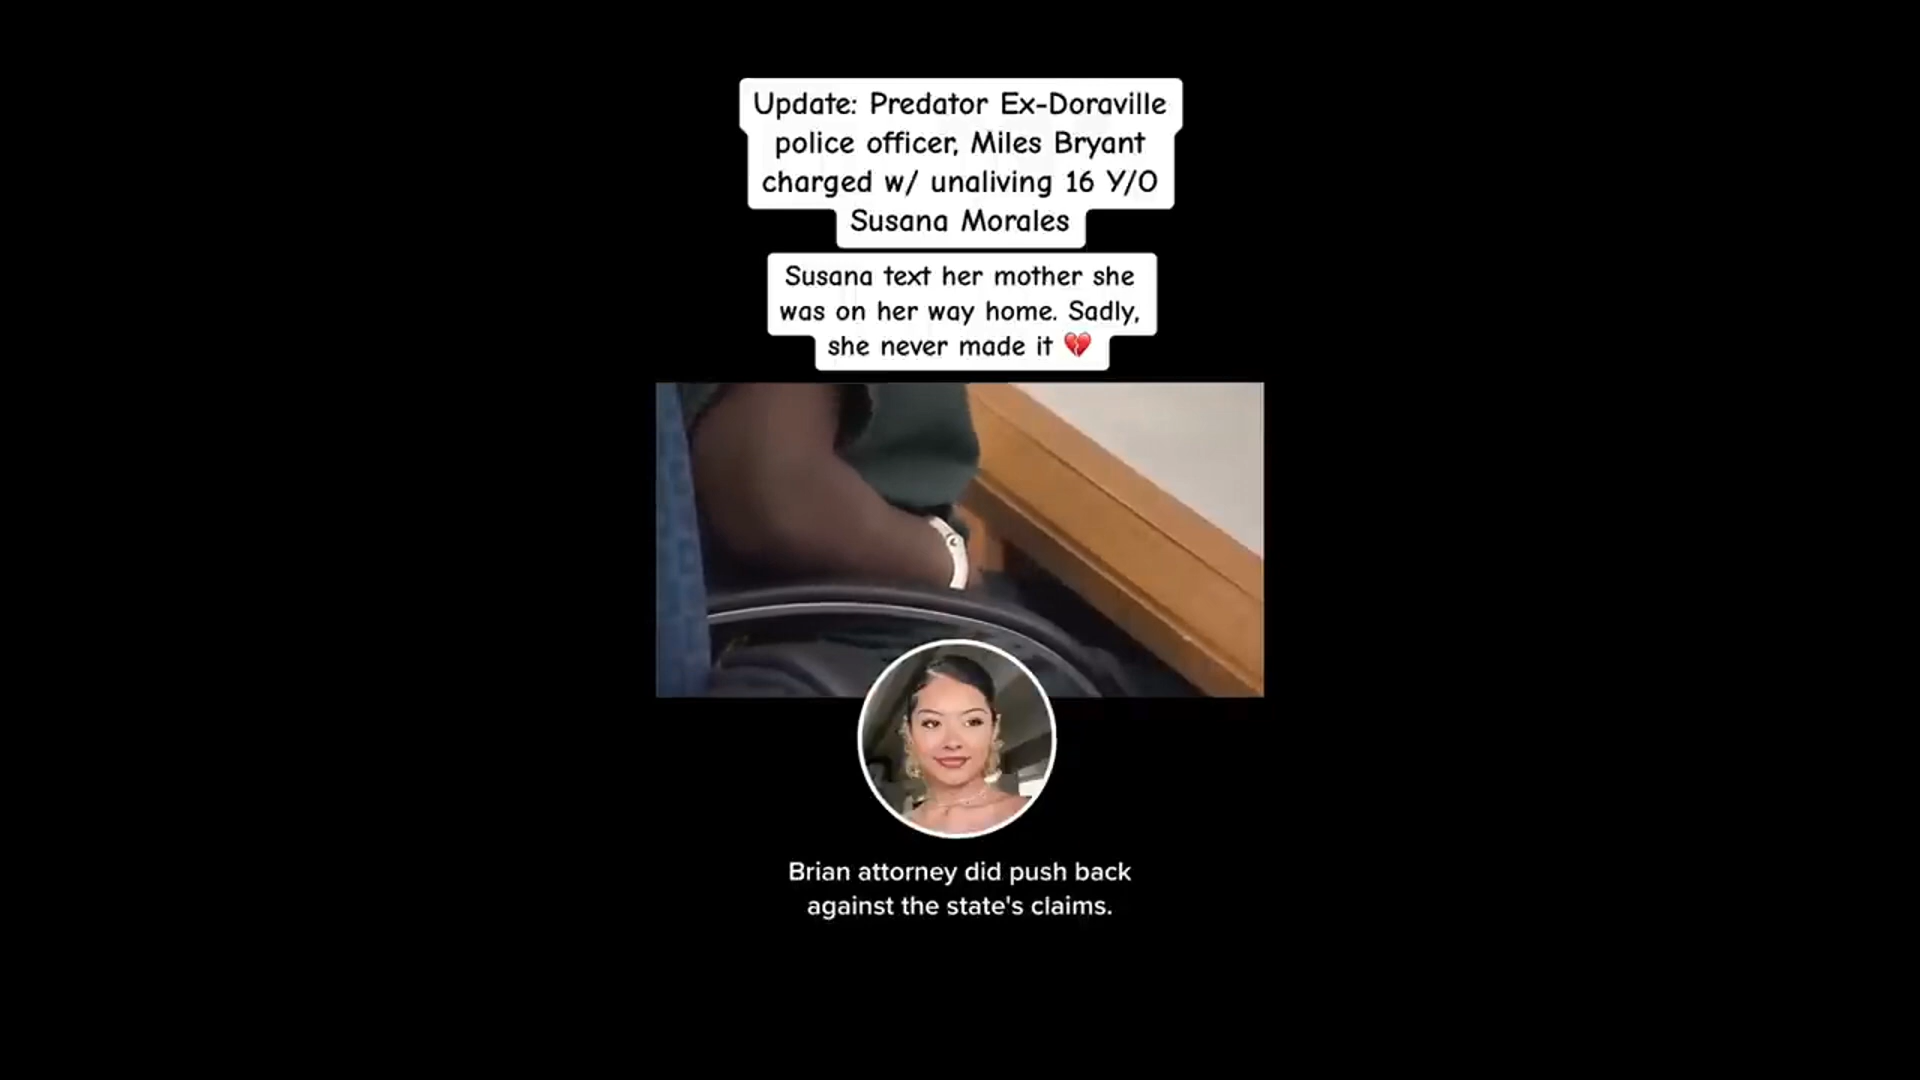 Update: Predator Ex-Doraville
police officer, Miles Bryant
charged w/ unaliving 16 Y/O
Susana Morales
Susana text her mother she
was on her way home. Sadly,
she never made it 💔
Brian attorney did push back
against the state's claims.